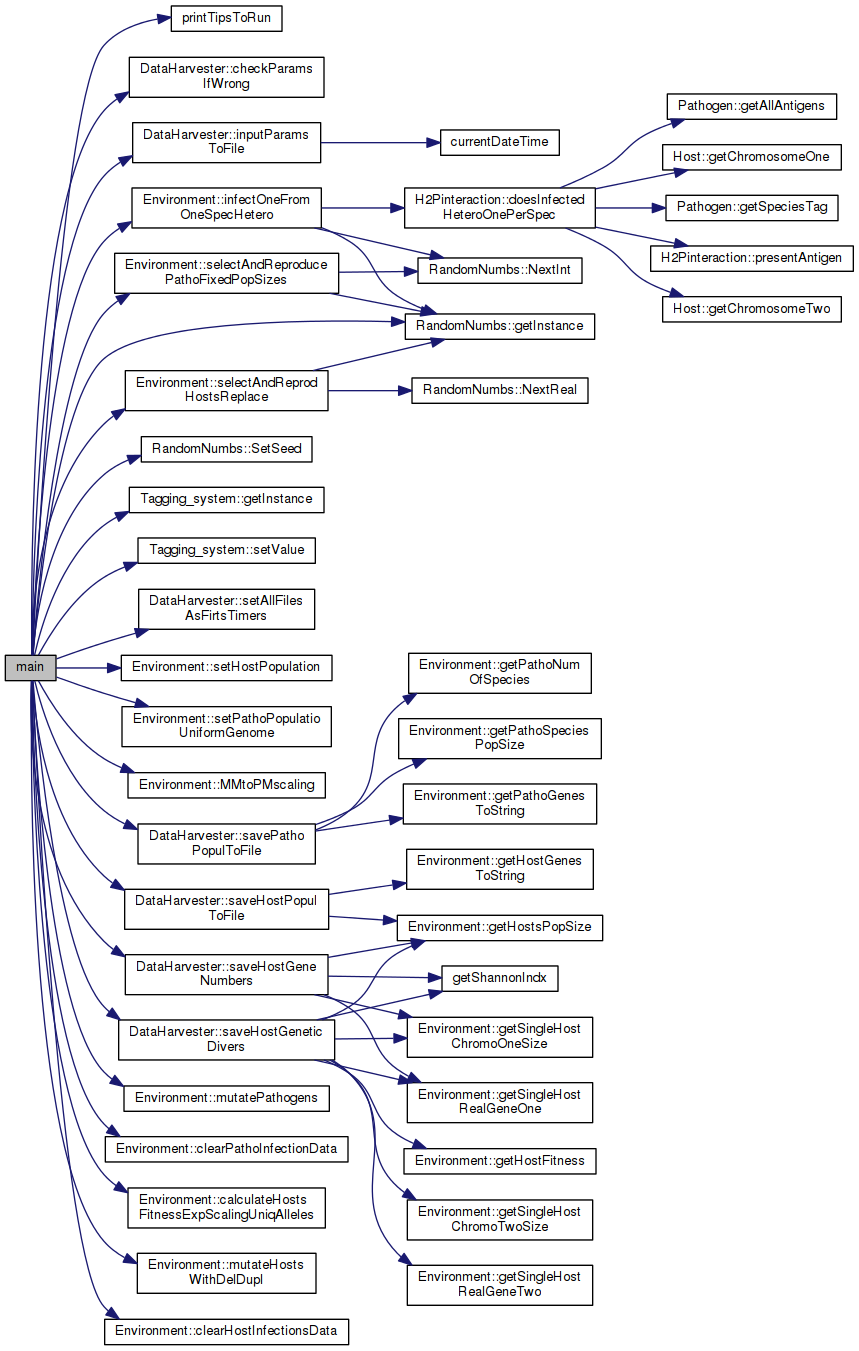 printTipsToRun
DataHarvester::checkParams
IfWrong
DataHarvester::inputParams
ToFile
currentDateTime
Pathogen::getAllAntigens
Host::getChromosomeOne
Environment::infectOneFrom
OneSpecHetero
H2Pinteraction::doesInfected
HeteroOnePerSpec
Pathogen::getSpeciesTag
H2Pinteraction::presentAntigen
Host::getChromosomeTwo
Environment::selectAndReproduce
PathoFixedPopSizes
RandomNumbs::NextInt
RandomNumbs::getInstance
Environment::selectAndReprod
HostsReplace
RandomNumbs::NextReal
RandomNumbs::SetSeed
Tagging_system::getInstance
Tagging_system::setValue
DataHarvester::setAllFiles
AsFirtsTimers
main
Environment::setHostPopulation
Environment::setPathoPopulatio
UniformGenome
Environment::MMtoPMscaling
Environment::getPathoNum
OfSpecies
Environment::getPathoSpecies
PopSize
Environment::getPathoGenes
ToString
DataHarvester::savePatho
PopulToFile
Environment::getHostGenes
ToString
DataHarvester::saveHostPopul
ToFile
Environment::getHostsPopSize
DataHarvester::saveHostGene
Numbers
getShannonIndx
DataHarvester::saveHostGenetic
Divers
Environment::getSingleHost
ChromoOneSize
Environment::getSingleHost
RealGeneOne
Environment::mutatePathogens
Environment::clearPathoInfectionData
Environment::getHostFitness
Environment::calculateHosts
FitnessExpScalingUniqAlleles
Environment::getSingleHost
ChromoTwoSize
Environment::mutateHosts
WithDelDupl
Environment::getSingleHost
RealGeneTwo
Environment::clearHostInfectionsData